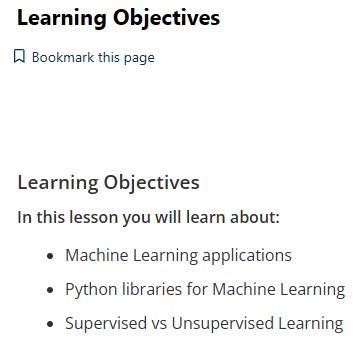 Learning Objectives
Bookmark this page
Learning Objectives
In this lesson you will learn about:
• Machine Learning applications
• Python libraries for Machine Learning
• Supervised vs Unsupervised Learning